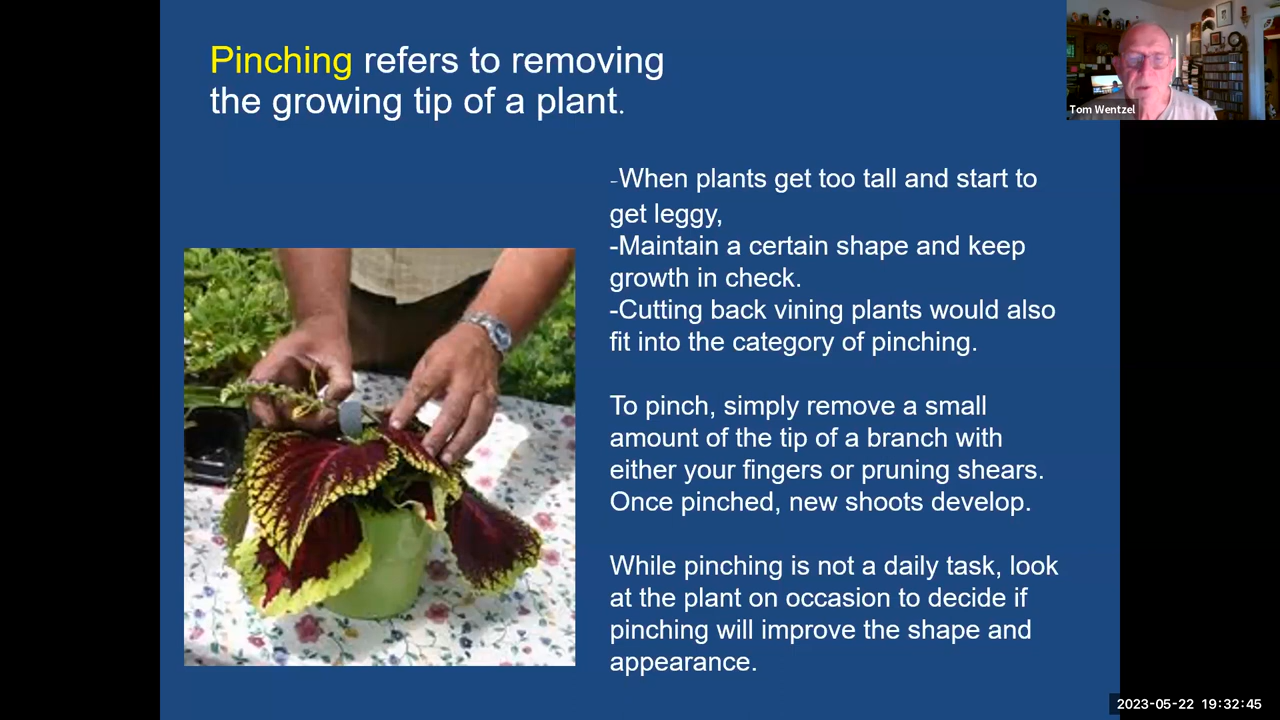 Pinching refers to removing
the growing tip of a plant.
Tom Wentzel
-When plants get too tall and start to
get leggy,
-Maintain a certain shape and keep
growth in check.
-Cutting back vining plants would also
fit into the category of pinching.
To pinch, simply remove a small
amount of the tip of a branch with
either your fingers or pruning shears.
Once pinched, new shoots develop.
While pinching is not a daily task, look
at the plant on occasion to decide if
pinching will improve the shape and
appearance.
2023-05-22 19:32:45